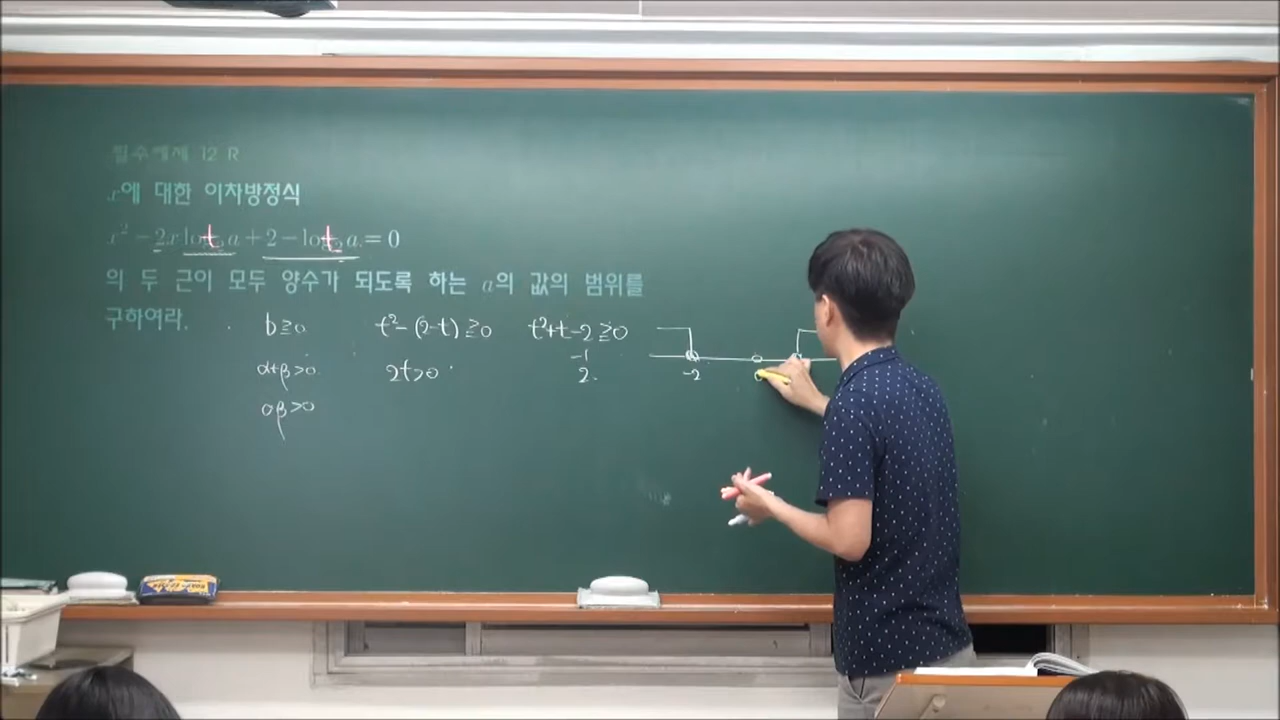 필수예제 12 R
x에 대한 이차방정식
x² − 2x log₂ a + 2 − log₂ a = 0
t t
의 두 근이 모두 양수가 되도록 하는 a의 값의 범위를
구하여라.
D ≥ 0 t² − (2−t) ≥ 0 t²+t−2 ≥ 0
α+β > 0 2t > 0 −1
2
αβ > 0
−2